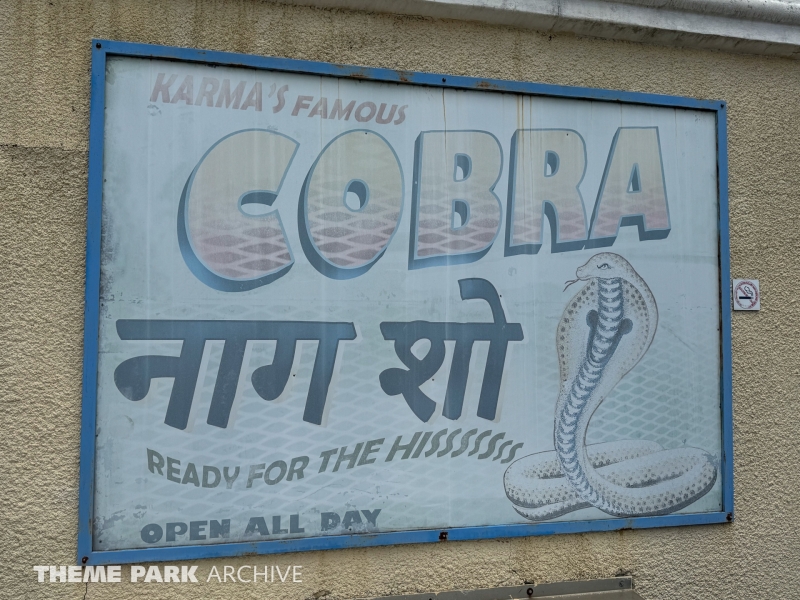 KARMA'S FAMOUS
COBRA
नाग शो
READY FOR THE HISSSSSSS
OPEN ALL DAY
THEME PARK ARCHIVE